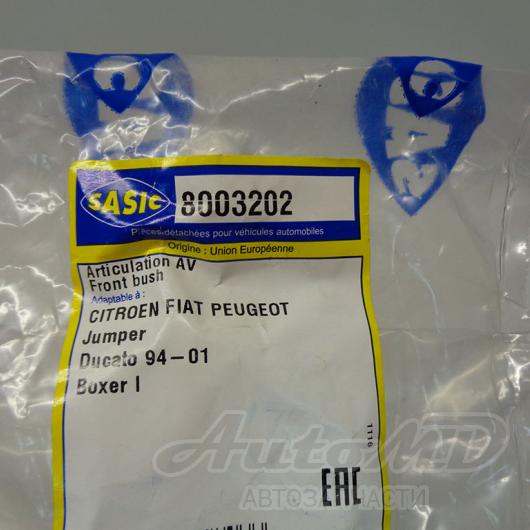 SASIC 8003202
Pièces détachées pour véhicules automobiles
Origine : Union Européenne
Articulation AV
Front bush
Adaptable à :
CITROEN FIAT PEUGEOT
Jumper
Ducato 94-01
Boxer I
1116
AutoMD
АВТОЗАПЧАСТИ
EAC